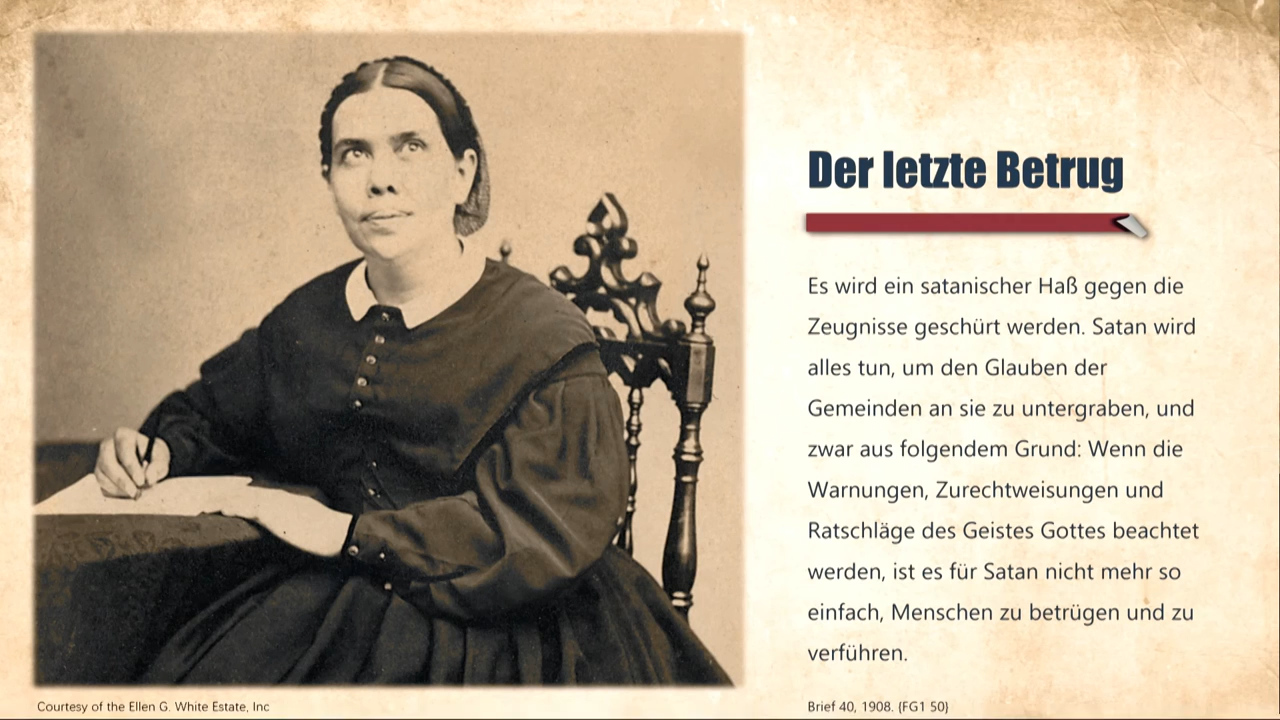 Der letzte Betrug
Es wird ein satanischer Haß gegen die
Zeugnisse geschürt werden. Satan wird
alles tun, um den Glauben der
Gemeinden an sie zu untergraben, und
zwar aus folgendem Grund: Wenn die
Warnungen, Zurechtweisungen und
Ratschläge des Geistes Gottes beachtet
werden, ist es für Satan nicht mehr so
einfach, Menschen zu betrügen und zu
verführen.
Courtesy of the Ellen G. White Estate, Inc
Brief 40, 1908. {FG1 50}